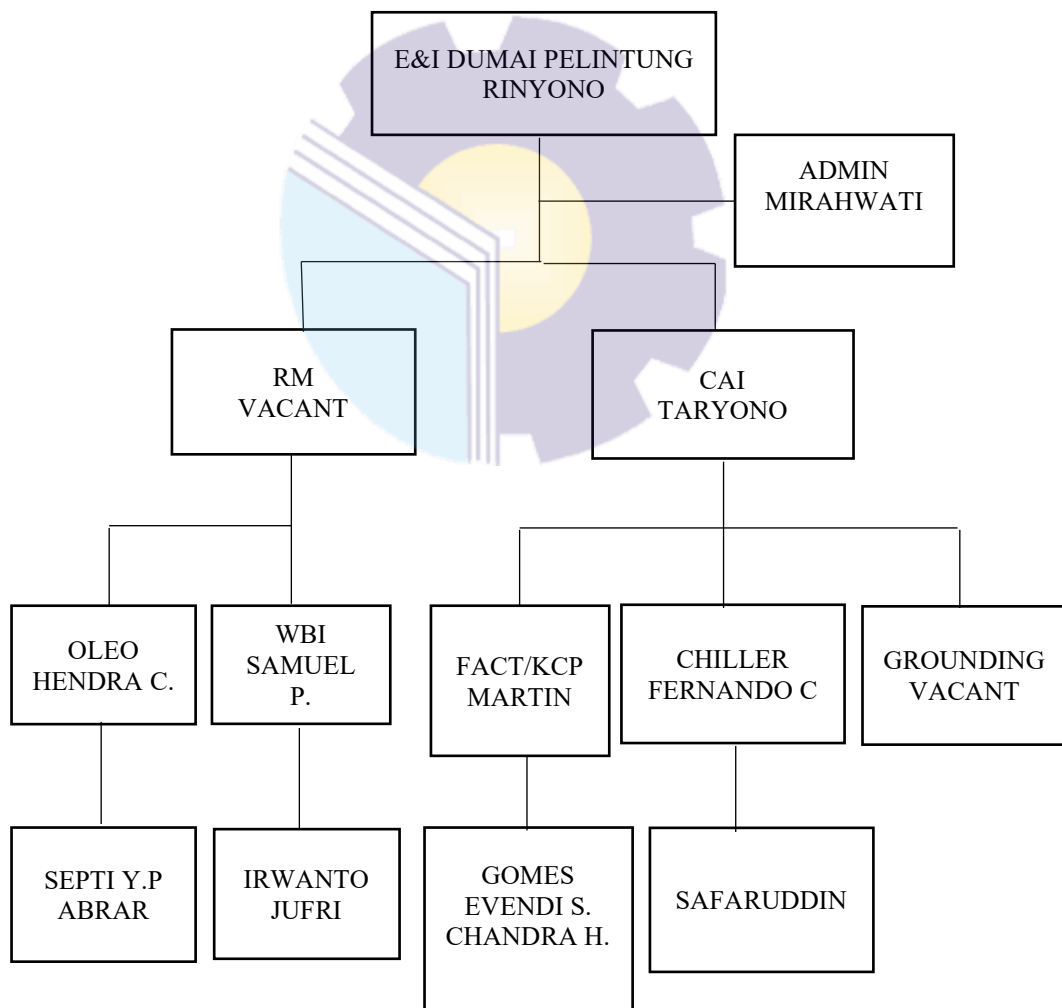 E&I DUMAI PELINTUNG
RINYONO
ADMIN
MIRAHWATI
RM
VACANT
CAI
TARYONO
OLEO
HENDRA C.
WBI
SAMUEL
P.
FACT/KCP
MARTIN
CHILLER
FERNANDO C
GROUNDING
VACANT
SEPTI Y.P
ABRAR
IRWANTO
JUFRI
GOMES
EVENDI S.
CHANDRA H.
SAFARUDDIN